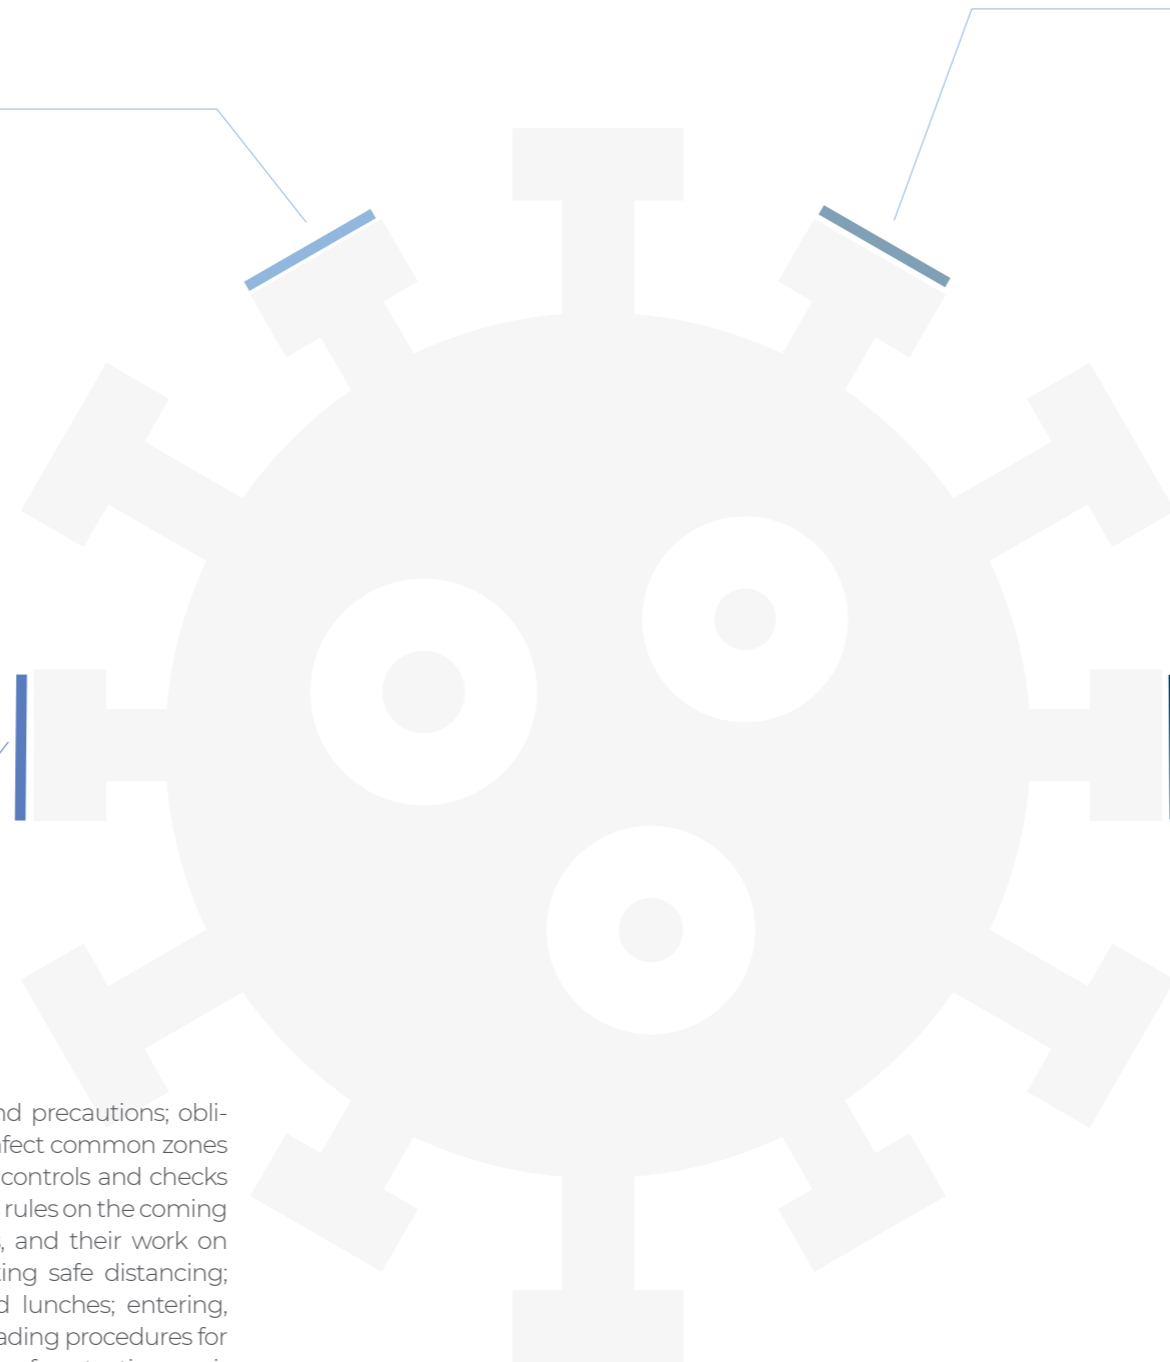 nd precautions; obli-
fect common zones
controls and checks
rules on the coming
, and their work on
ing safe distancing;
d lunches; entering,
ading procedures for